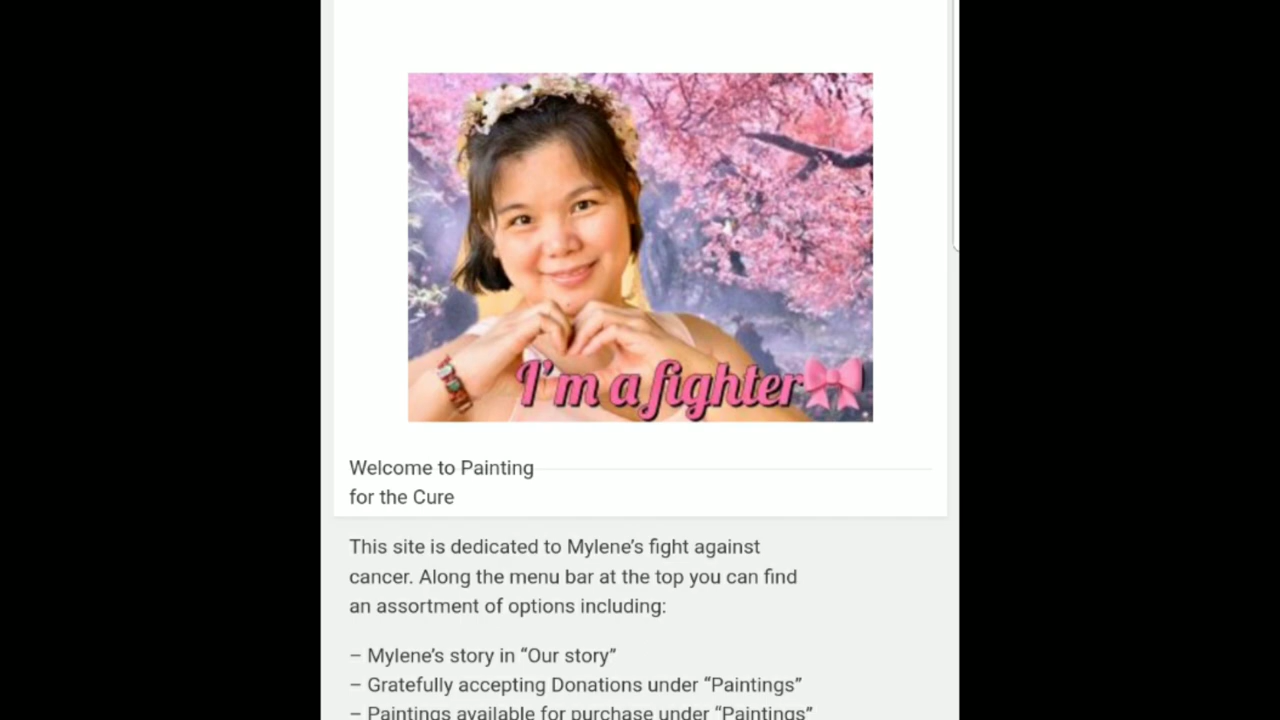 I'm a fighter
Welcome to Painting
for the Cure
This site is dedicated to Mylene’s fight against
cancer. Along the menu bar at the top you can find
an assortment of options including:
– Mylene’s story in “Our story”
– Gratefully accepting Donations under “Paintings”
– Paintings available for purchase under “Paintings”